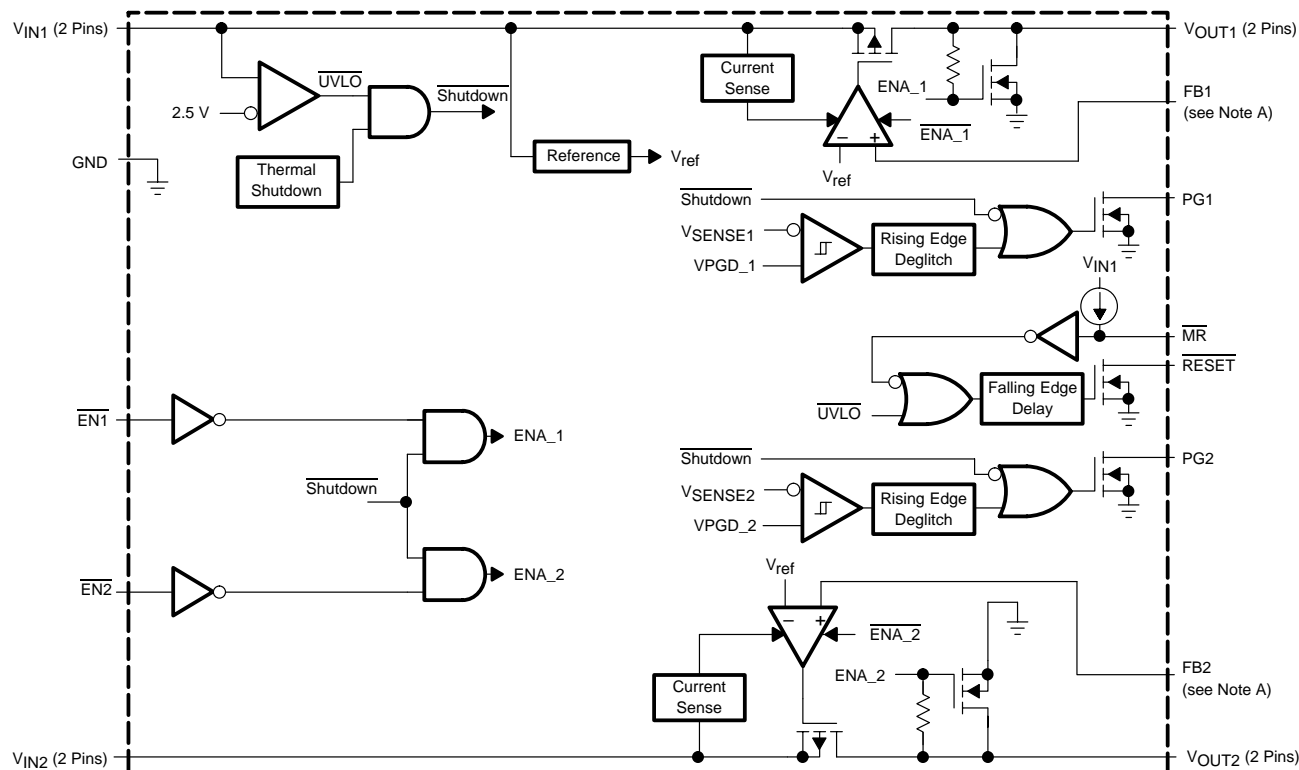 VIN1 (2 Pins)
VOUT1 (2 Pins)
UVLO
Shutdown
Current
Sense
ENA_1
FB1
(see Note A)
2.5 V
ENA_1
GND
Thermal
Shutdown
Reference
Vref
Vref
− +
Shutdown
PG1
VSENSE1
VPGD_1
Rising Edge
Deglitch
VIN1
MR
RESET
UVLO
Falling Edge
Delay
EN1
ENA_1
Shutdown
Shutdown
PG2
VSENSE2
VPGD_2
Rising Edge
Deglitch
EN2
ENA_2
Vref
− +
ENA_2
ENA_2
FB2
(see Note A)
Current
Sense
VIN2 (2 Pins)
VOUT2 (2 Pins)